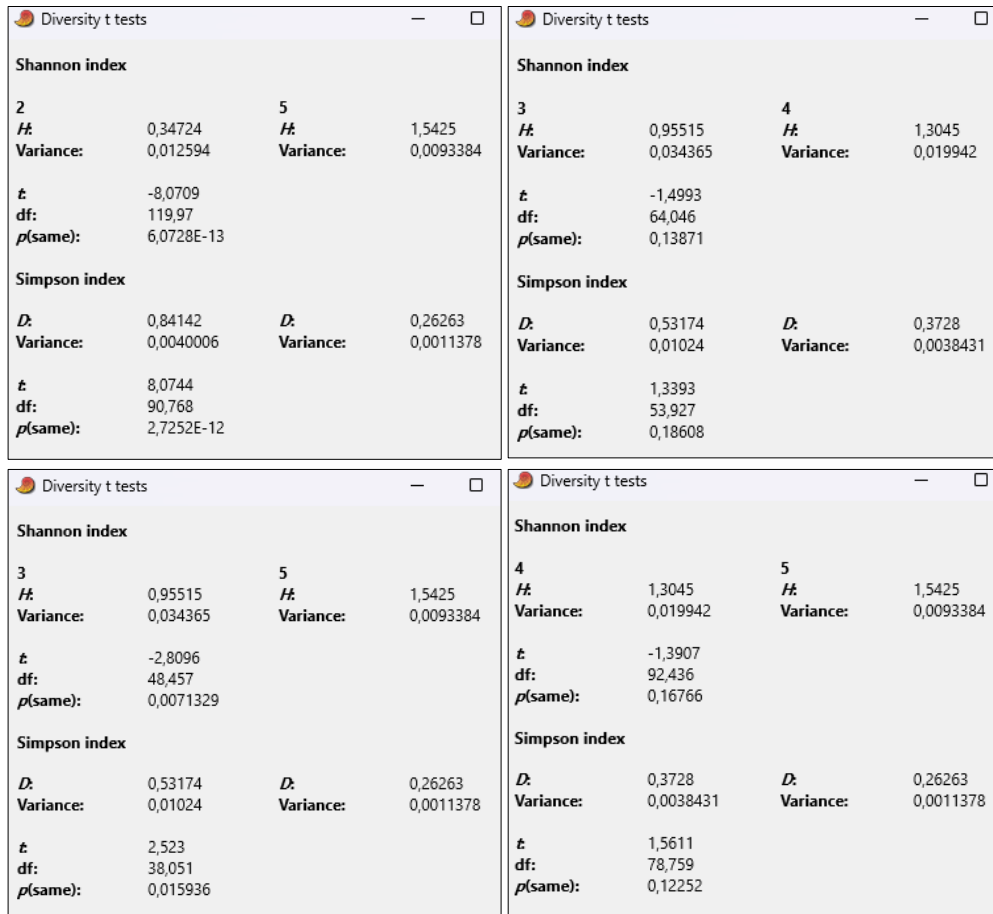 Diversity t tests
Shannon index
2 5
H: 0,34724 H: 1,5425
Variance: 0,012594 Variance: 0,0093384
t: -8,0709
df: 119,97
p(same): 6,0728E-13
Simpson index
D: 0,84142 D: 0,26263
Variance: 0,0040006 Variance: 0,0011378
t: 8,0744
df: 90,768
p(same): 2,7252E-12
Diversity t tests
Shannon index
3 4
H: 0,95515 H: 1,3045
Variance: 0,034365 Variance: 0,019942
t: -1,4993
df: 64,046
p(same): 0,13871
Simpson index
D: 0,53174 D: 0,3728
Variance: 0,01024 Variance: 0,0038431
t: 1,3393
df: 53,927
p(same): 0,18608
Diversity t tests
Shannon index
3 5
H: 0,95515 H: 1,5425
Variance: 0,034365 Variance: 0,0093384
t: -2,8096
df: 48,457
p(same): 0,0071329
Simpson index
D: 0,53174 D: 0,26263
Variance: 0,01024 Variance: 0,0011378
t: 2,523
df: 38,051
p(same): 0,015936
Diversity t tests
Shannon index
4 5
H: 1,3045 H: 1,5425
Variance: 0,019942 Variance: 0,0093384
t: -1,3907
df: 92,436
p(same): 0,16766
Simpson index
D: 0,3728 D: 0,26263
Variance: 0,0038431 Variance: 0,0011378
t: 1,5611
df: 78,759
p(same): 0,12252